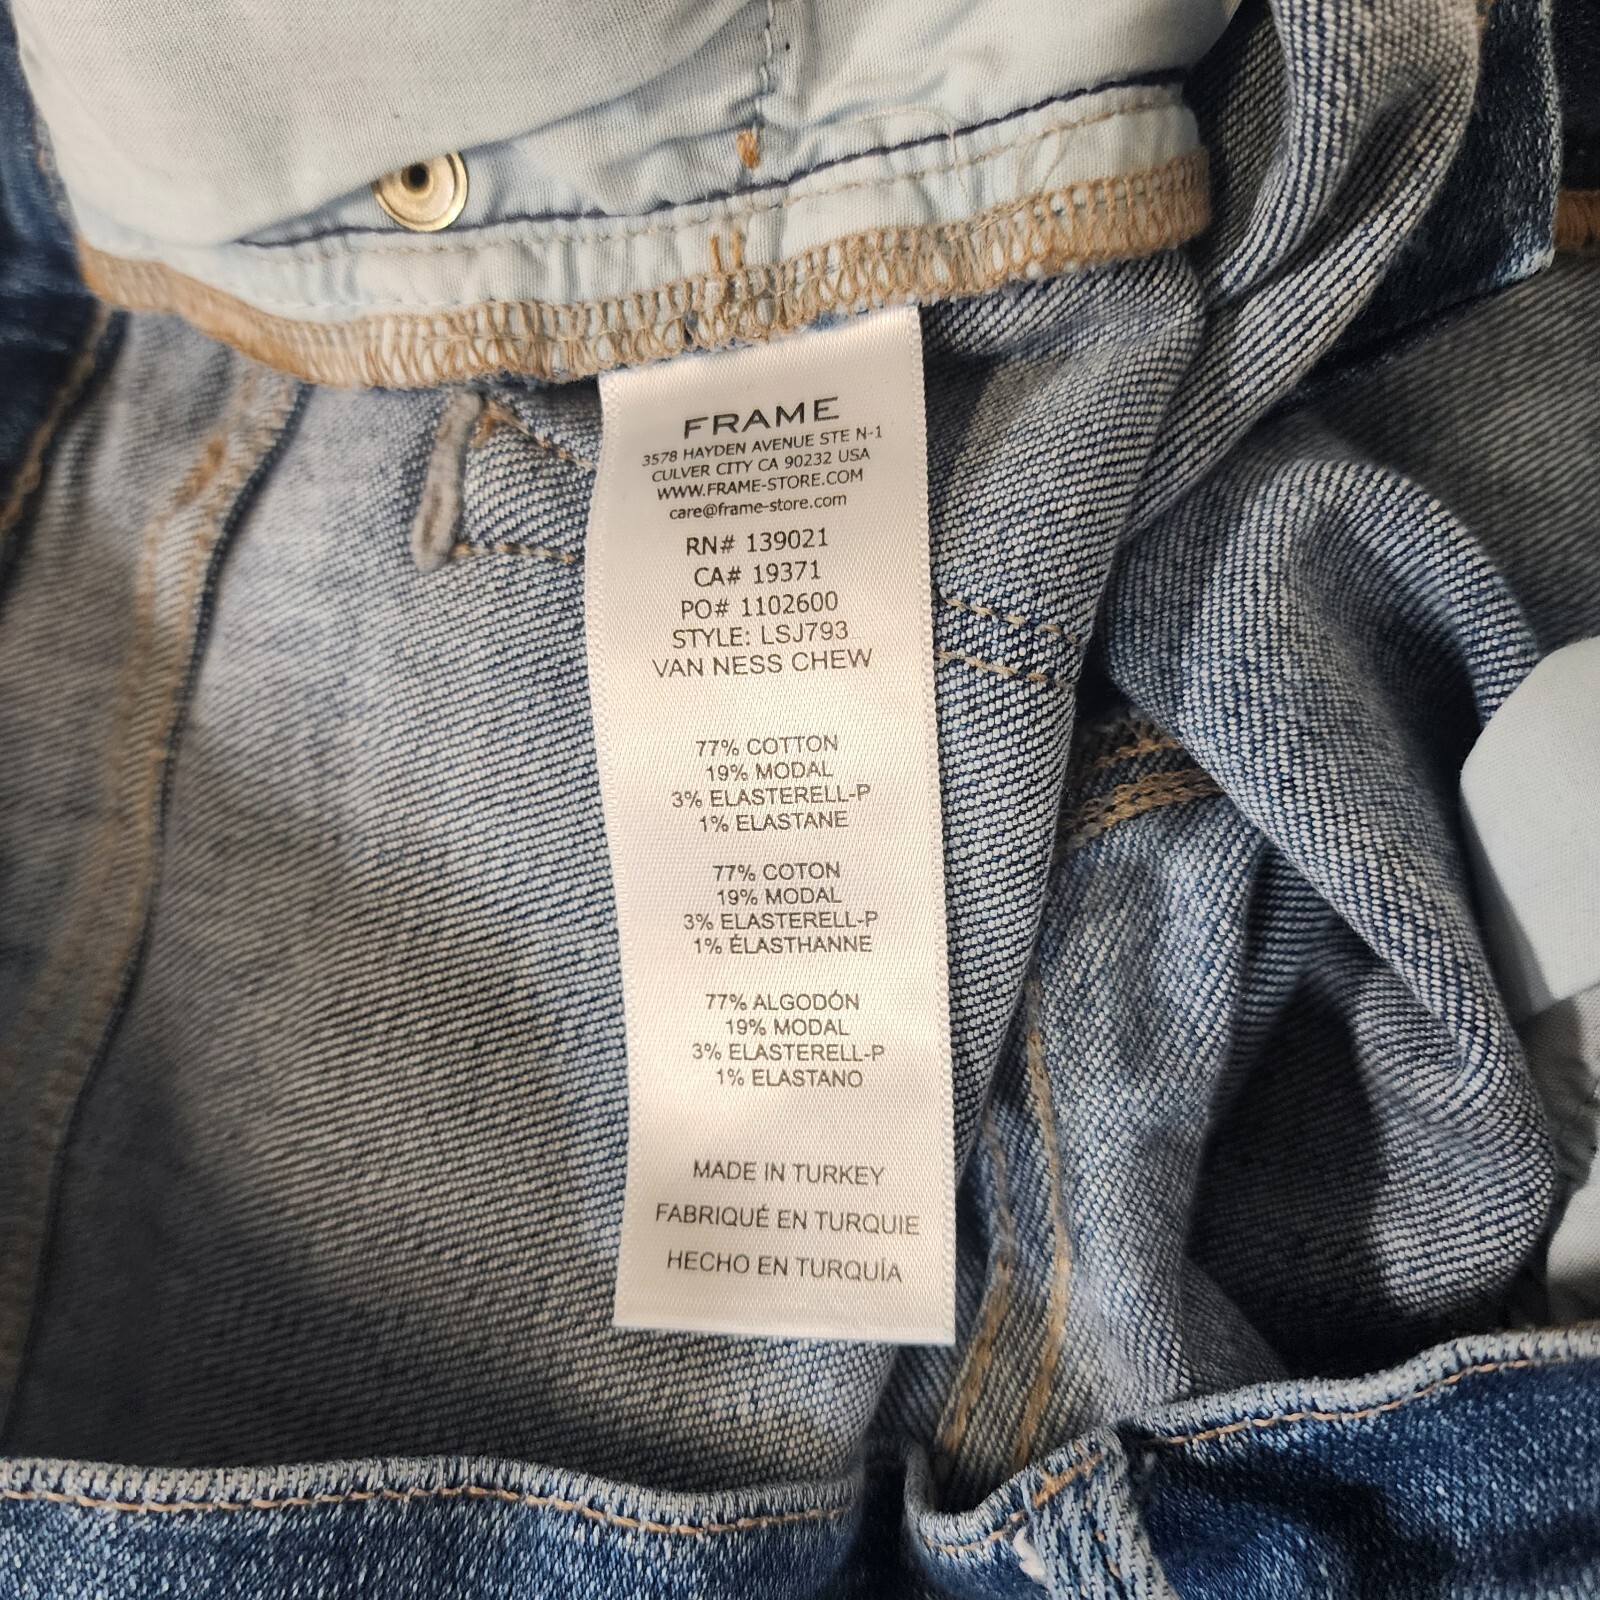 FRAME
3578 HAYDEN AVENUE STE N-1
CULVER CITY CA 90232 USA
WWW.FRAME-STORE.COM
care@frame-store.com
RN# 139021
CA# 19371
PO# 1102600
STYLE: LSJ793
VAN NESS CHEW
77% COTTON
19% MODAL
3% ELASTERELL-P
1% ELASTANE
77% COTON
19% MODAL
3% ELASTERELL-P
1% ÉLASTHANNE
77% ALGODÓN
19% MODAL
3% ELASTERELL-P
1% ELASTANO
MADE IN TURKEY
FABRIQUÉ EN TURQUIE
HECHO EN TURQUÍA